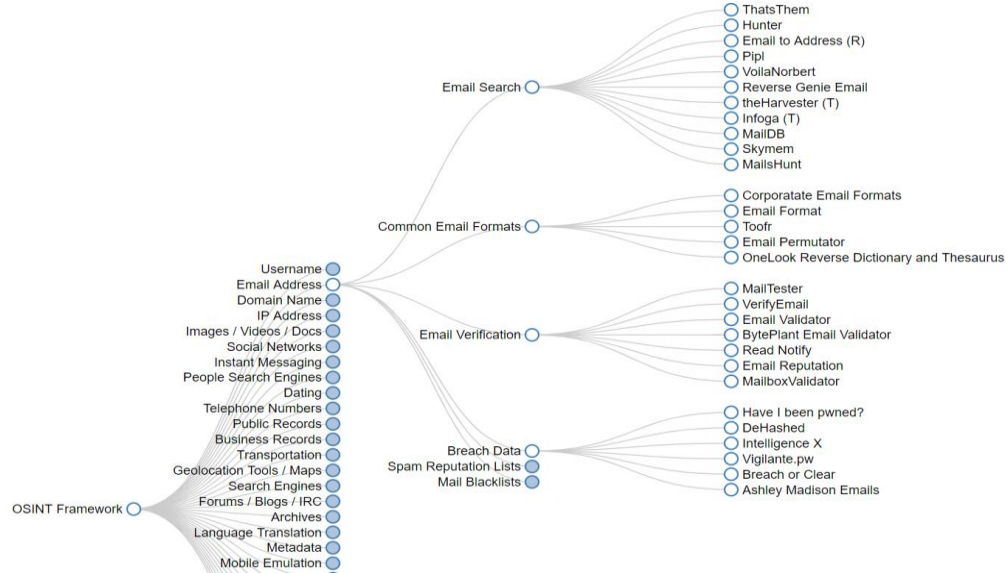 ThatsThem
Hunter
Email to Address (R)
Pipl
VoilaNorbert
Email Search
Reverse Genie Email
theHarvester (T)
Infoga (T)
MailDB
Skymem
MailsHunt
Corporatate Email Formats
Email Format
Common Email Formats
Toofr
Email Permutator
OneLook Reverse Dictionary and Thesaurus
Username
Email Address
Domain Name
IP Address
Images / Videos / Docs
Social Networks
Instant Messaging
People Search Engines
Dating
Telephone Numbers
Public Records
Business Records
Transportation
Geolocation Tools / Maps
Search Engines
Forums / Blogs / IRC
OSINT Framework
Archives
Language Translation
Metadata
Mobile Emulation
MailTester
VerifyEmail
Email Validator
Email Verification
BytePlant Email Validator
Read Notify
Email Reputation
MailboxValidator
Have I been pwned?
DeHashed
Intelligence X
Breach Data
Vigilante.pw
Spam Reputation Lists
Breach or Clear
Mail Blacklists
Ashley Madison Emails